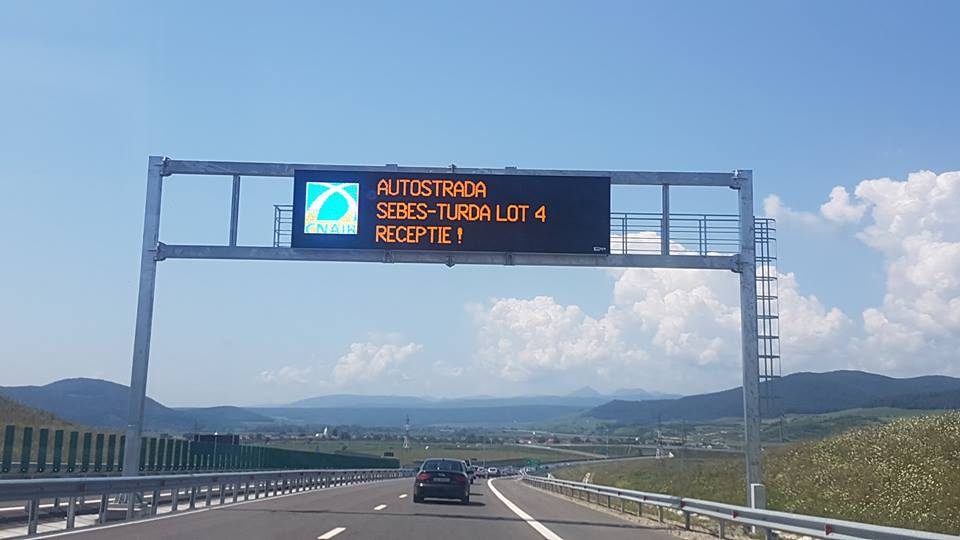 AUTOSTRADA
SEBES-TURDA LOT 4
RECEPTIE !
CNAIR